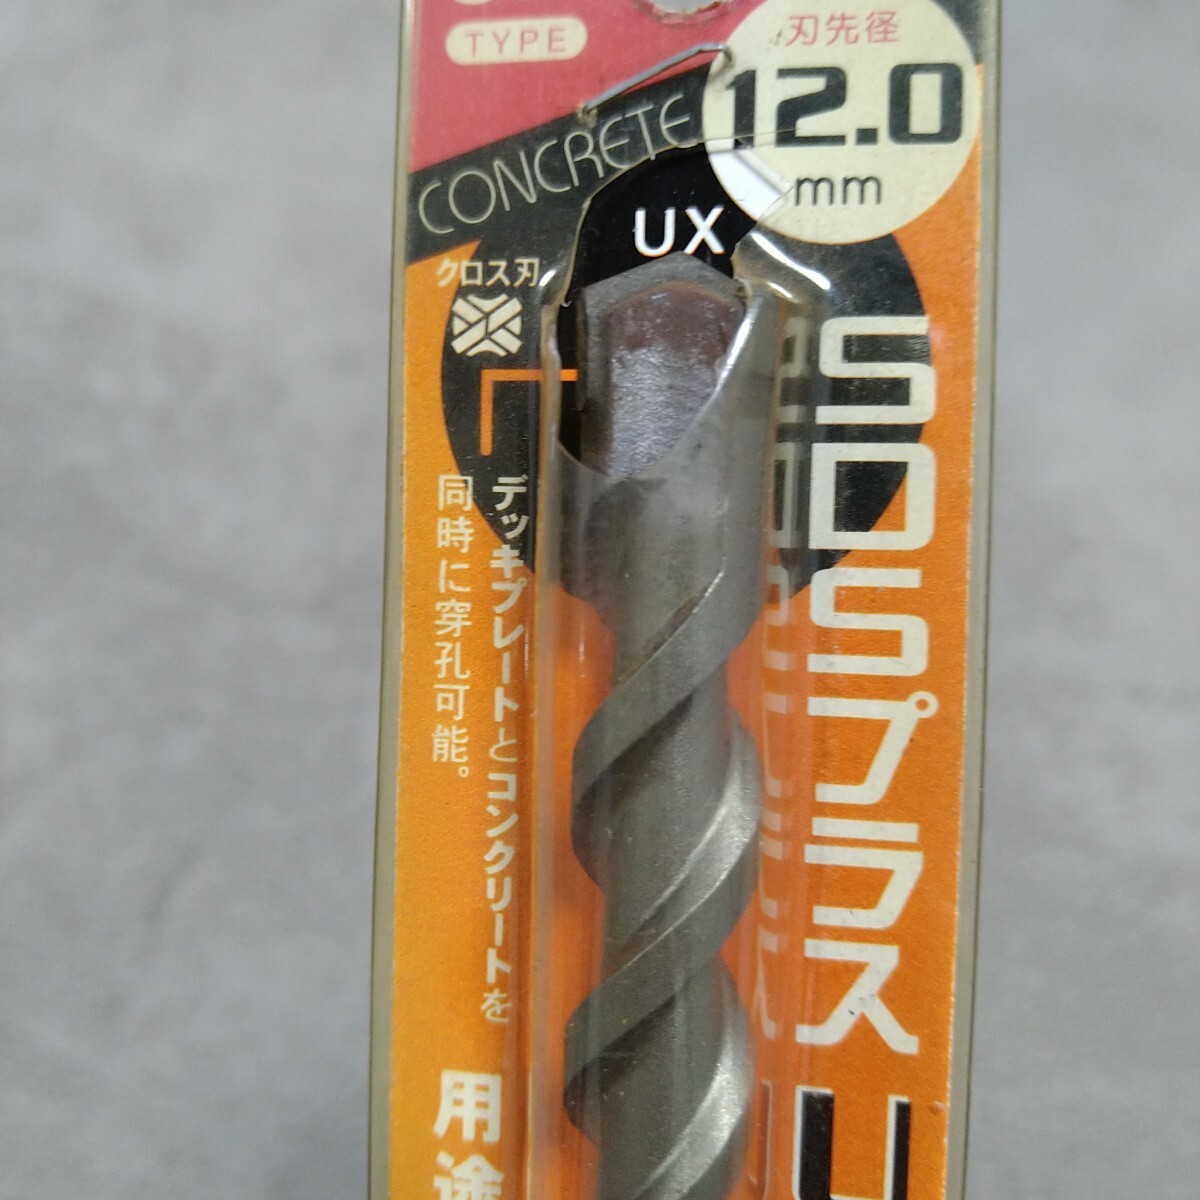 TYPE
刃先径
12.0
mm
CONCRETE
UX
クロス刃
SDSプラス
デッキプレートとコンクリートを
同時に穿孔可能。
用途